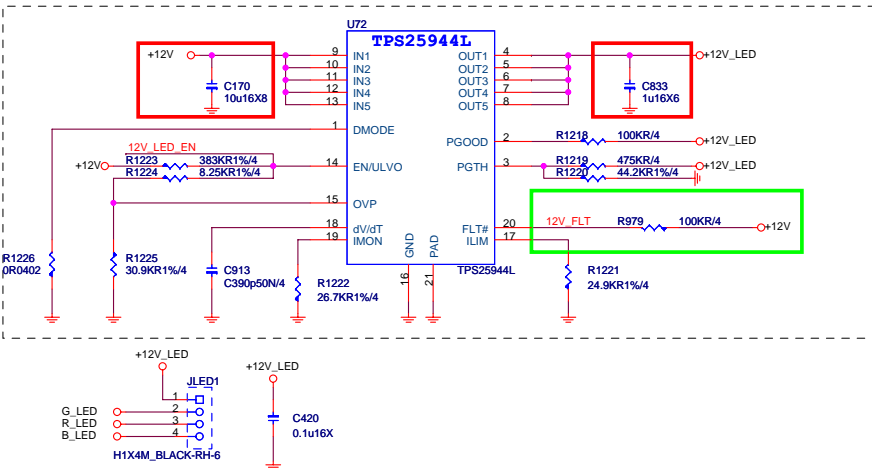 U72
TPS25944L
+12V
C170
10u16X8
9 IN1
10 IN2
11 IN3
12 IN4
13 IN5
OUT1 4
OUT2 5
OUT3 6
OUT4 7
OUT5 8
+12V_LED
C833
1u16X6
1 DMODE
PGOOD 2
R1218 100KR/4
+12V_LED
12V_LED_EN
+12V
R1223 383KR1%/4
R1224 8.25KR1%/4
14 EN/ULVO
PGTH 3
R1219 475KR/4
+12V_LED
R1220 44.2KR1%/4
15 OVP
18 dV/dT
19 IMON
FLT# 20
12V_FLT
R979 100KR/4
+12V
ILIM 17
GND
PAD
16
21
TPS25944L
R1226
0R0402
R1225
30.9KR1%/4
C913
C390p50N/4
R1222
26.7KR1%/4
R1221
24.9KR1%/4
+12V_LED
+12V_LED
JLED1
1
G_LED 2
R_LED 3
B_LED 4
H1X4M_BLACK-RH-6
C420
0.1u16X